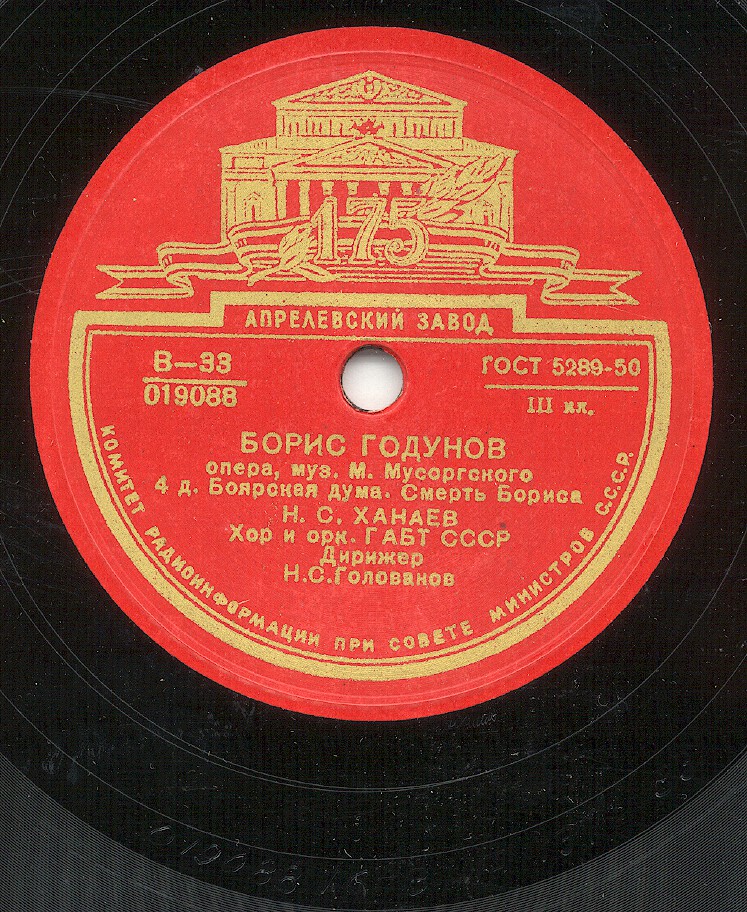 175
АПРЕЛЕВСКИЙ ЗАВОД
В—33
019088
ГОСТ 5289-50
III кл.
БОРИС ГОДУНОВ
опера, муз. М. Мусоргского
4 д. Боярская дума. Смерть Бориса
Н. С. ХАНАЕВ
Хор и орк. ГАБТ СССР
Дирижер
Н.С.Голованов
КОМИТЕТ РАДИОИНФОРМАЦИИ ПРИ СОВЕТЕ МИНИСТРОВ С.С.С.Р.